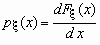 pξ(x) = dFξ(x) / dx